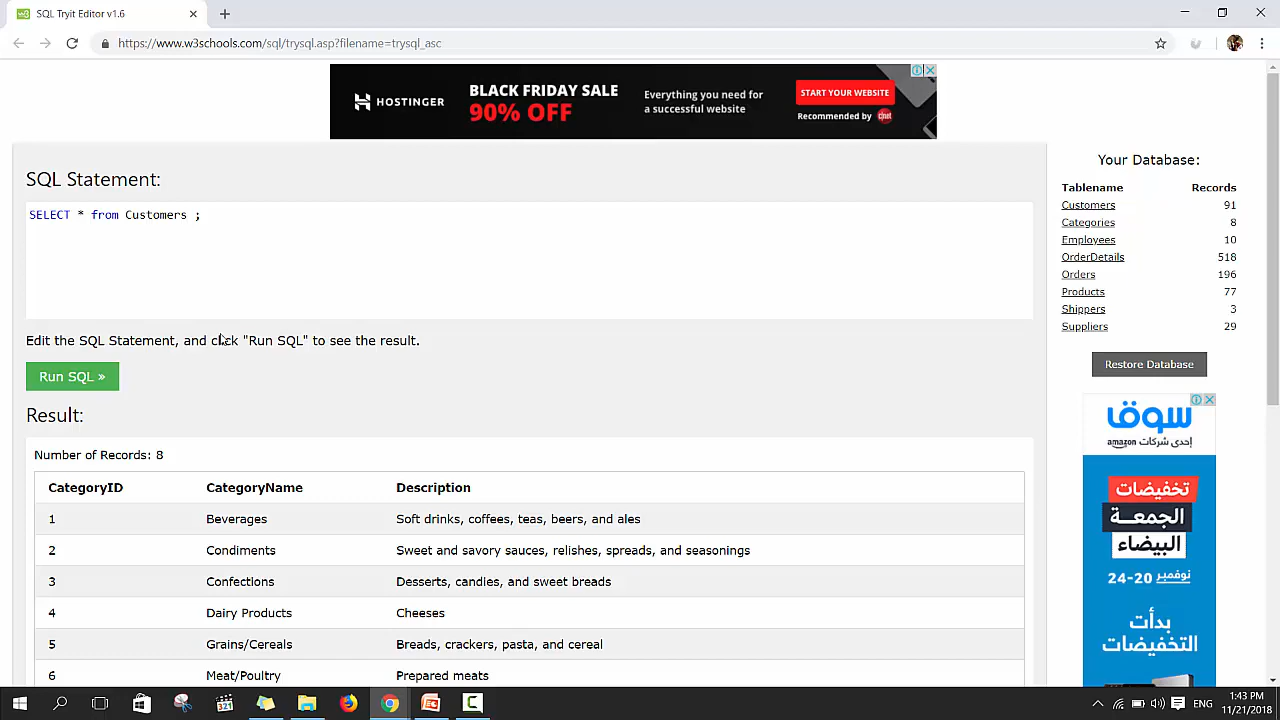 SQL Tryit Editor v1.6
https://www.w3schools.com/sql/trysql.asp?filename=trysql_asc
HOSTINGER
BLACK FRIDAY SALE
90% OFF
Everything you need for
a successful website
START YOUR WEBSITE
Recommended by cnet
SQL Statement:
SELECT * from Customers ;
Edit the SQL Statement, and click "Run SQL" to see the result.
Run SQL »
Result:
Number of Records: 8
CategoryID CategoryName Description
1 Beverages Soft drinks, coffees, teas, beers, and ales
2 Condiments Sweet and savory sauces, relishes, spreads, and seasonings
3 Confections Desserts, candies, and sweet breads
4 Dairy Products Cheeses
5 Grains/Cereals Breads, crackers, pasta, and cereal
6 Meat/Poultry Prepared meats
Your Database:
Tablename Records
Customers 91
Categories 8
Employees 10
OrderDetails 518
Orders 196
Products 77
Shippers 3
Suppliers 29
Restore Database
سوق
إحدى شركات amazon
تخفيضات
الجمعة
البيضاء
20-24 نوفمبر
بدأت
التخفيضات
321
ENG
1:43 PM
11/21/2018